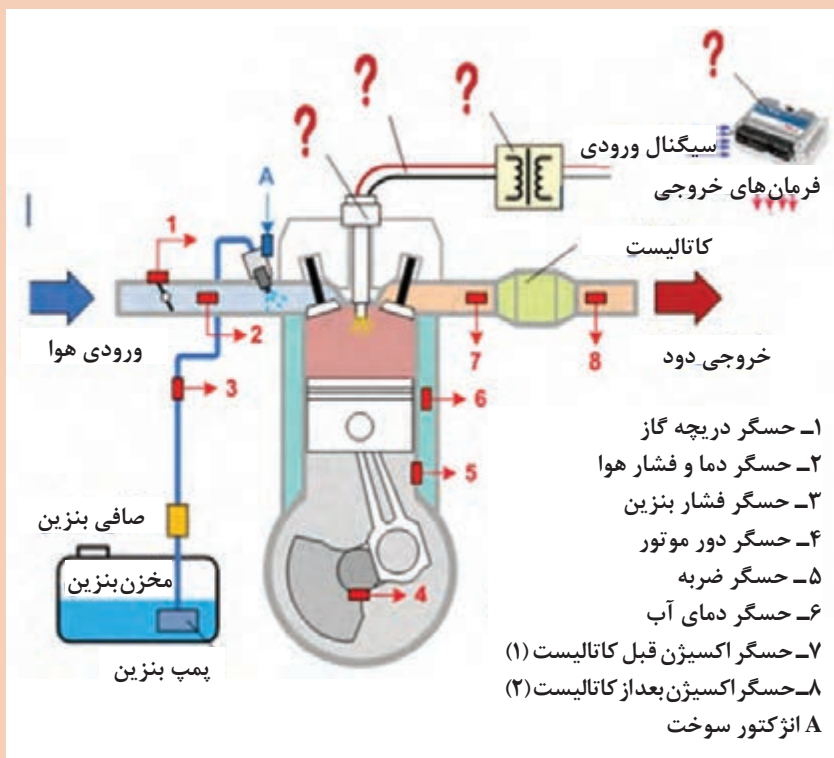 ?
?
?
?
?
A
سیگنال ورودی
فرمان‌های خروجی
کاتالیست
1
2
3
ورودی هوا
7
8
خروجی دود
6
5
4
صافی بنزین
مخزن بنزین
پمپ بنزین
۱ـ حسگر دریچه گاز
۲ـ حسگر دما و فشار هوا
۳ـ حسگر فشار بنزین
۴ـ حسگر دور موتور
۵ـ حسگر ضربه
۶ـ حسگر دمای آب
۷ـ حسگر اکسیژن قبل کاتالیست (۱)
۸ـ حسگر اکسیژن بعداز کاتالیست (۲)
A انژکتور سوخت